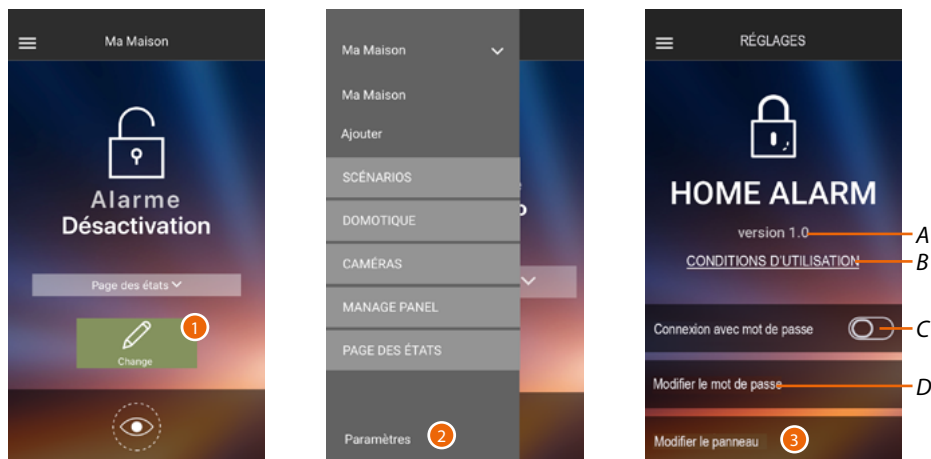 Ma Maison
Alarme
Désactivation
Page des états
1
Change
Ma Maison
Ma Maison
Ajouter
SCÉNARIOS
DOMOTIQUE
CAMÉRAS
MANAGE PANEL
PAGE DES ÉTATS
Paramètres 2
RÉGLAGES
HOME ALARM
version 1.0 A
CONDITIONS D'UTILISATION B
Connexion avec mot de passe C
Modifier le mot de passe D
Modifier le panneau 3